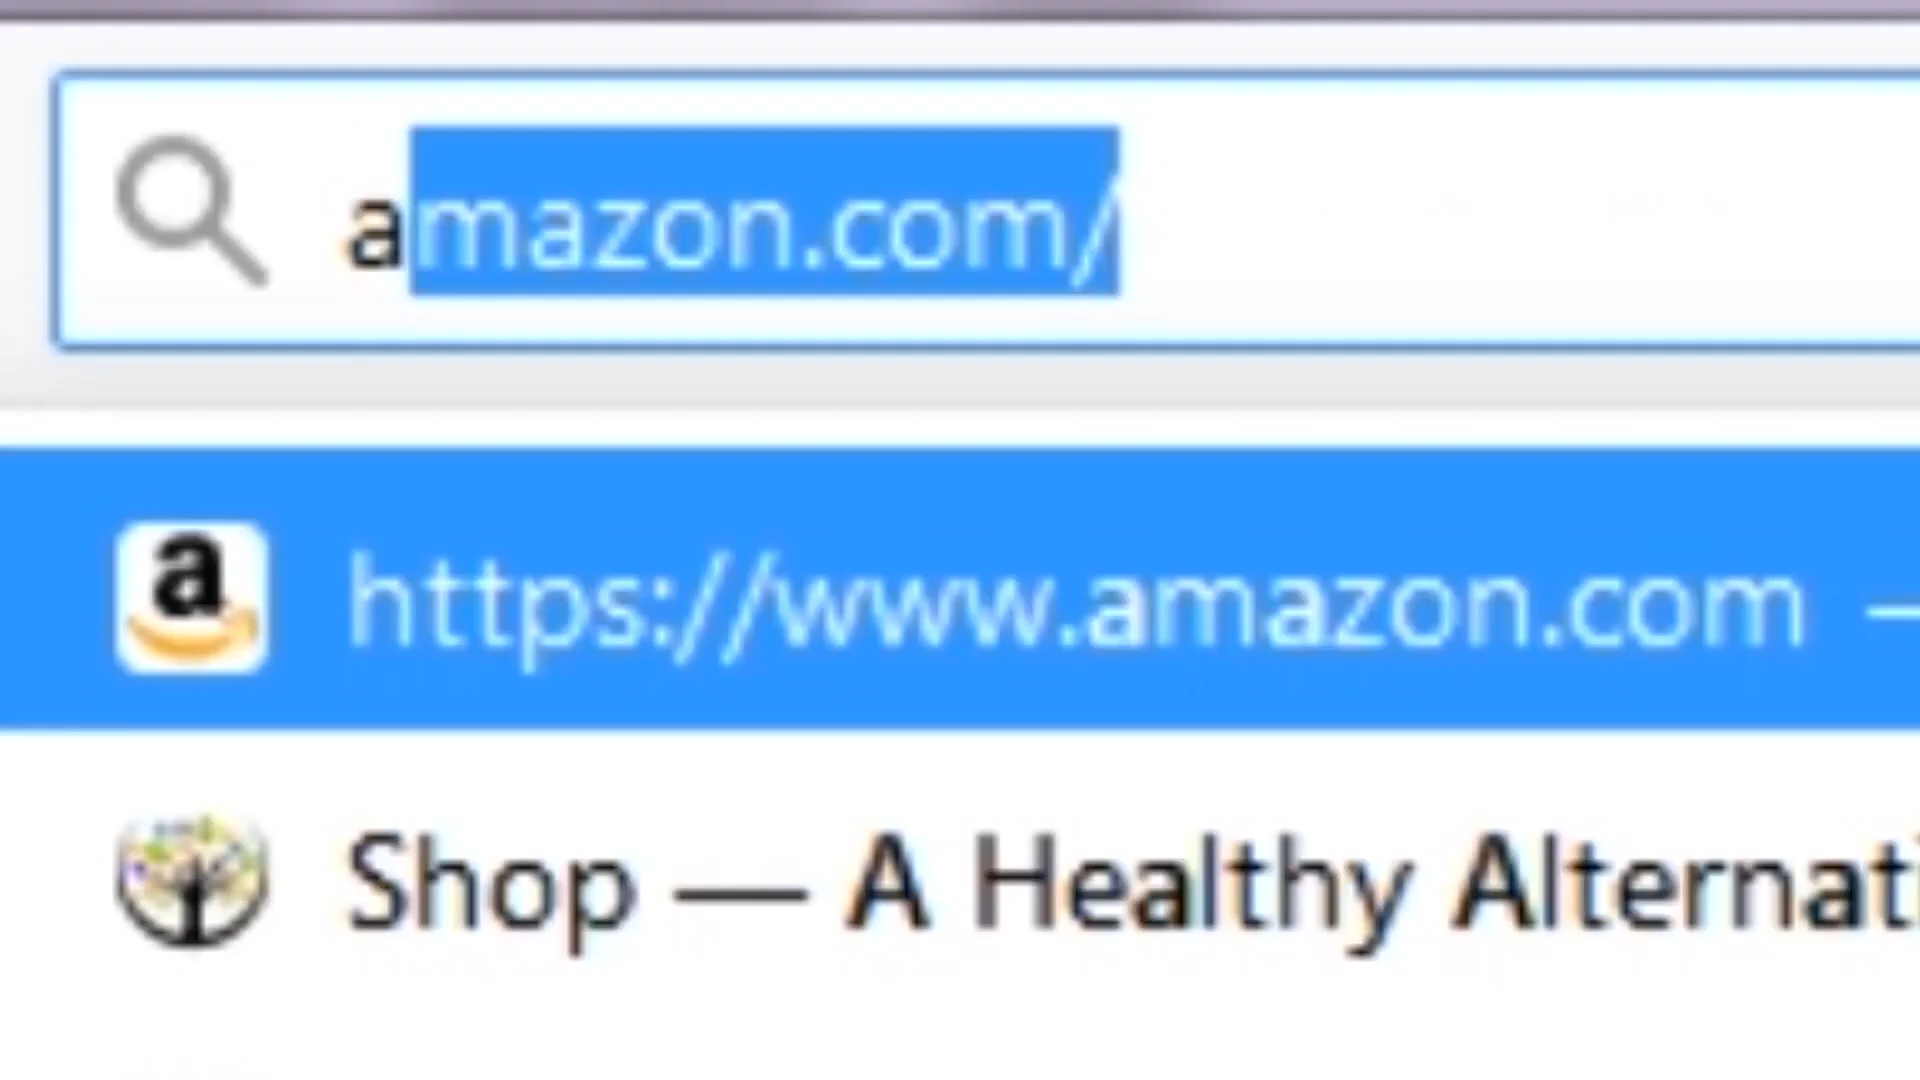 amazon.com/
a
https://www.amazon.com —
Shop — A Healthy Alternati